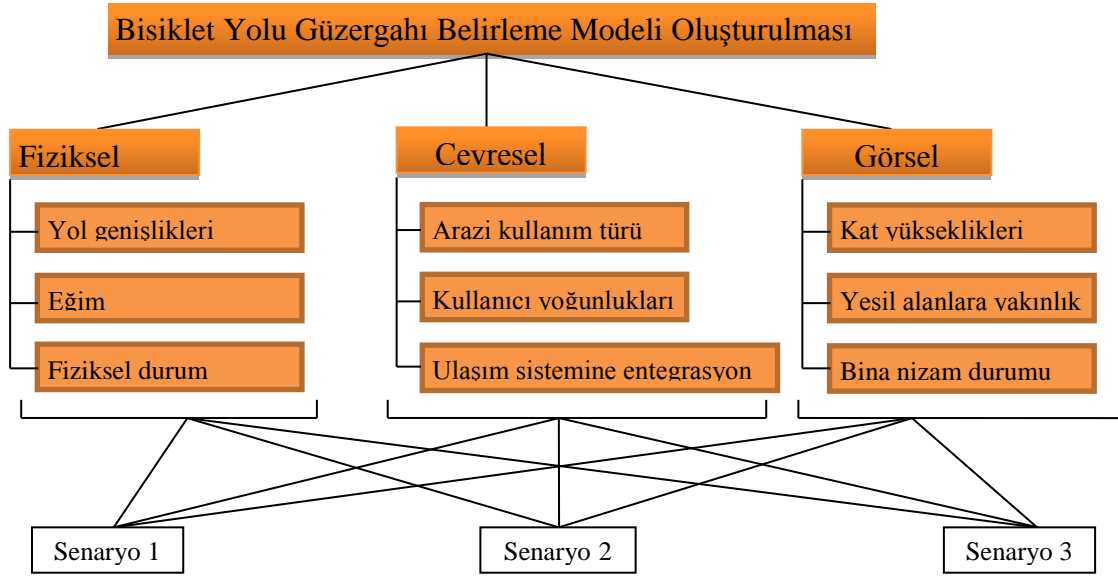 Bisiklet Yolu Güzergahı Belirleme Modeli Oluşturulması
Fiziksel
Yol genişlikleri
Eğim
Fiziksel durum
Cevresel
Arazi kullanım türü
Kullanıcı yoğunlukları
Ulaşım sistemine entegrasyon
Görsel
Kat yükseklikleri
Yesil alanlara yakınlık
Bina nizam durumu
Senaryo 1
Senaryo 2
Senaryo 3